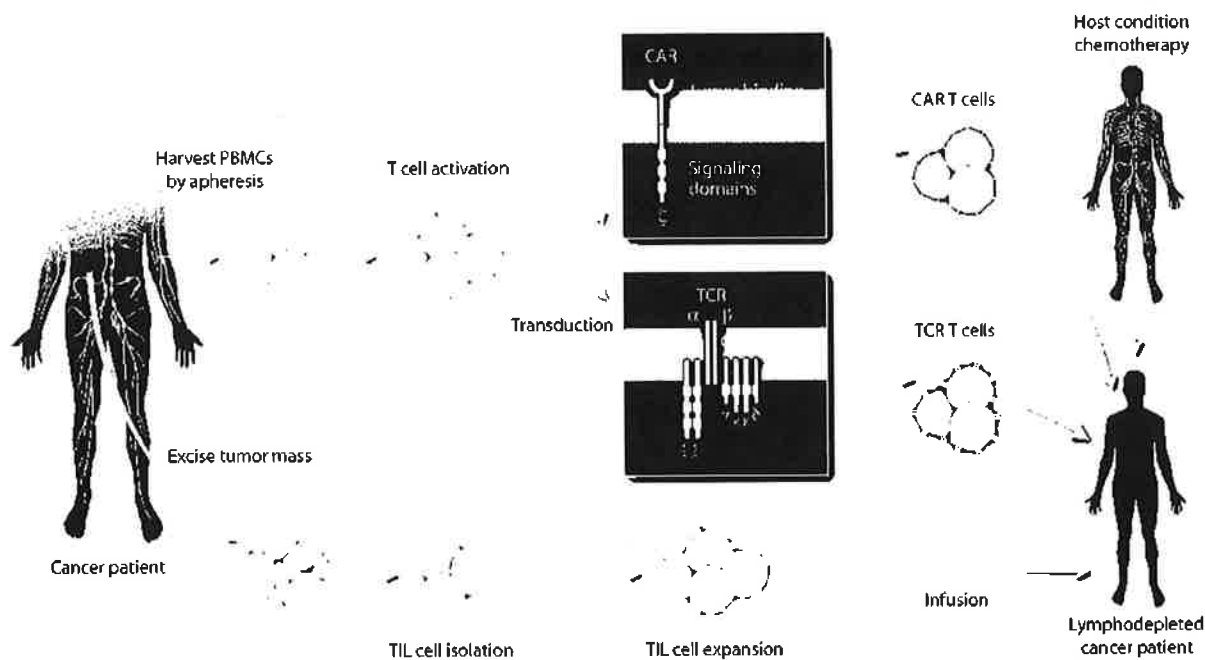 Host condition
chemotherapy
CAR
CAR T cells
Harvest PBMCs
by apheresis
T cell activation
Signaling
domains
TCR
α β
Transduction
TCR T cells
Excise tumor mass
Cancer patient
Infusion
Lymphodepleted
cancer patient
TIL cell isolation
TIL cell expansion